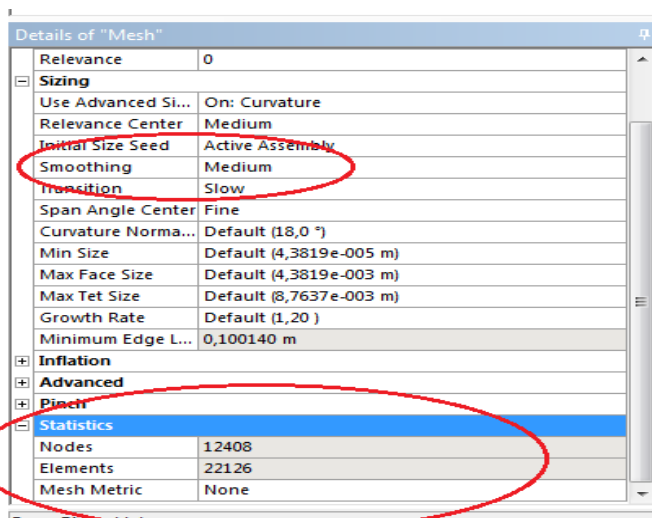 Details of "Mesh"
Relevance 0
Sizing
Use Advanced Si... On: Curvature
Relevance Center Medium
Initial Size Seed Active Assembly
Smoothing Medium
Transition Slow
Span Angle Center Fine
Curvature Norma... Default (18,0 °)
Min Size Default (4,3819e-005 m)
Max Face Size Default (4,3819e-003 m)
Max Tet Size Default (8,7637e-003 m)
Growth Rate Default (1,20 )
Minimum Edge L... 0,100140 m
Inflation
Advanced
Pinch
Statistics
Nodes 12408
Elements 22126
Mesh Metric None